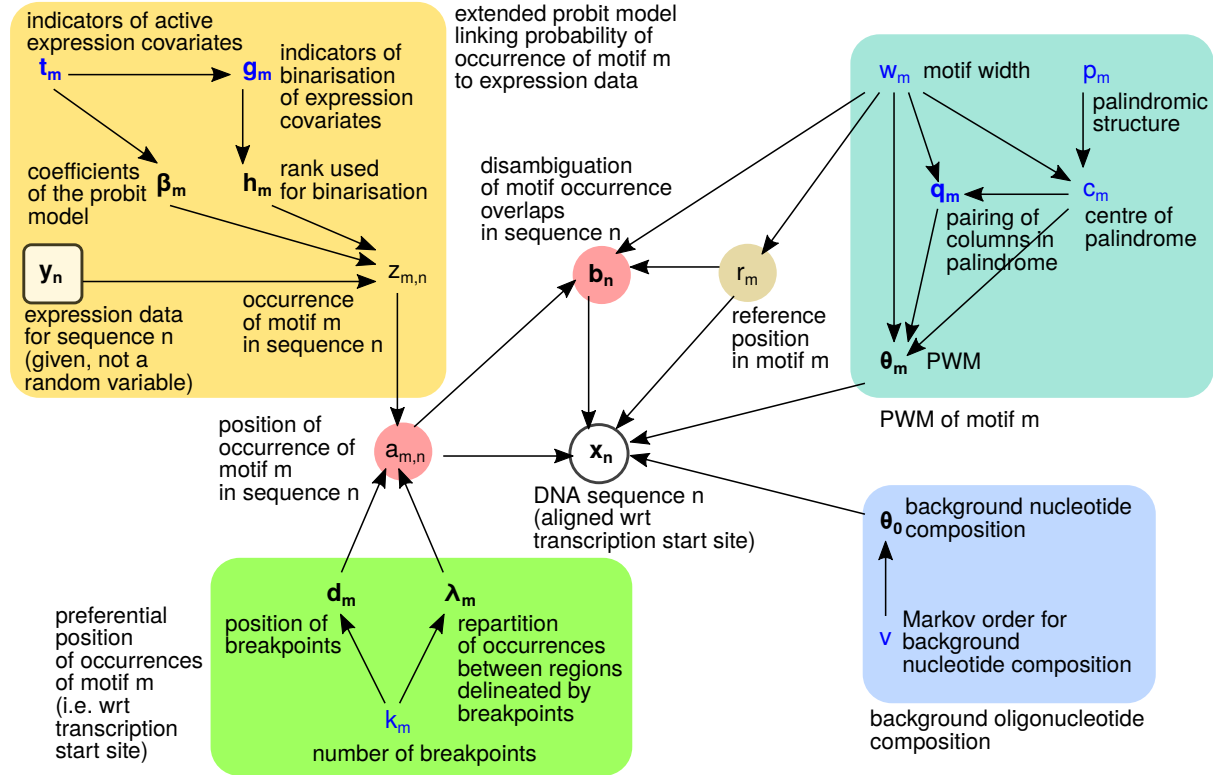 indicators of active
expression covariates
t_m
g_m
indicators of
binarisation
of expression
covariates
coefficients
of the probit
model
β_m
h_m
rank used
for binarisation
y_n
z_m,n
expression data
for sequence n
(given, not a
random variable)
occurrence
of motif m
in sequence n
extended probit model
linking probability of
occurrence of motif m
to expression data
disambiguation
of motif occurrence
overlaps
in sequence n
b_n
r_m
reference
position
in motif m
w_m
motif width
p_m
palindromic
structure
q_m
c_m
pairing of
columns in
palindrome
centre of
palindrome
θ_m
PWM
PWM of motif m
position of
occurrence of
motif m
in sequence n
a_m,n
x_n
DNA sequence n
(aligned wrt
transcription start site)
θ_0
background nucleotide
composition
v
Markov order for
background
nucleotide composition
background oligonucleotide
composition
preferential
position
of occurrences
of motif m
(i.e. wrt
transcription
start site)
d_m
λ_m
position of
breakpoints
repartition
of occurrences
between regions
delineated by
breakpoints
k_m
number of breakpoints